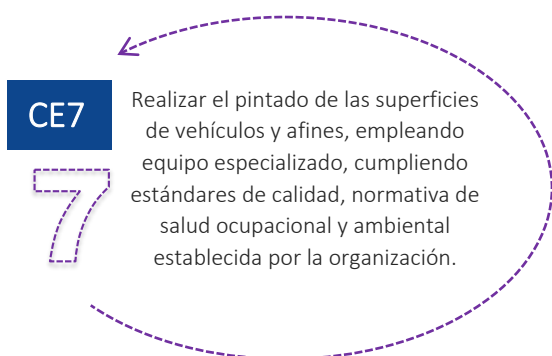 CE7
7
Realizar el pintado de las superficies
de vehículos y afines, empleando
equipo especializado, cumpliendo
estándares de calidad, normativa de
salud ocupacional y ambiental
establecida por la organización.